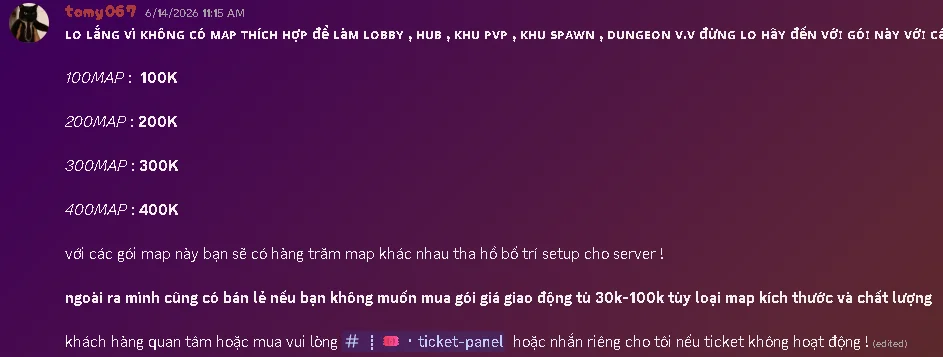 tomy067 6/14/2026 11:15 AM
LO LẮNG VÌ KHÔNG CÓ MAP THÍCH HỢP ĐỂ LÀM LOBBY , HUB , KHU PVP , KHU SPAWN , DUNGEON V.V ĐỪNG LO HÃY ĐẾN VỚI GÓI NÀY VỚI
100MAP : 100K
200MAP : 200K
300MAP : 300K
400MAP : 400K
với các gói map này bạn sẽ có hàng trăm map khác nhau tha hồ bố trí setup cho server !
ngoài ra mình cũng có bán lẻ nếu bạn không muốn mua gói giá giao động từ 30k-100k tùy loại map kích thước và chất lượng
khách hàng quan tâm hoặc mua vui lòng # ┋ 🎟️・ticket-panel hoặc nhắn riêng cho tôi nếu ticket không hoạt động ! (edited)